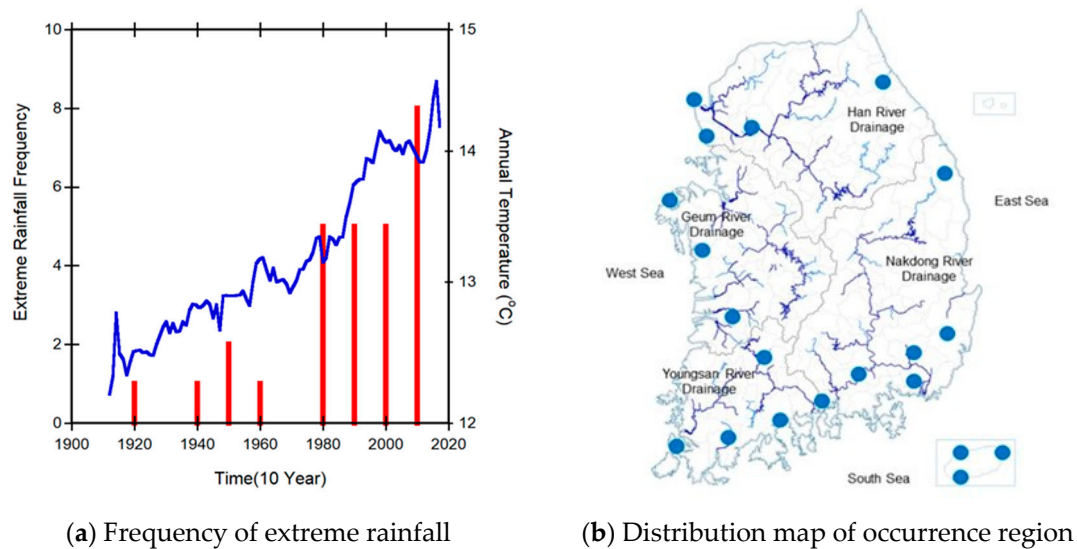 10
8
6
4
2
0
Extreme Rainfall Frequency
15
14
13
12
Annual Temperature (°C)
1900
1920
1940
1960
1980
2000
2020
Time(10 Year)
Han River
Drainage
East Sea
Geum River
Drainage
West Sea
Nakdong River
Drainage
Youngsan River
Drainage
South Sea
(a) Frequency of extreme rainfall
(b) Distribution map of occurrence region